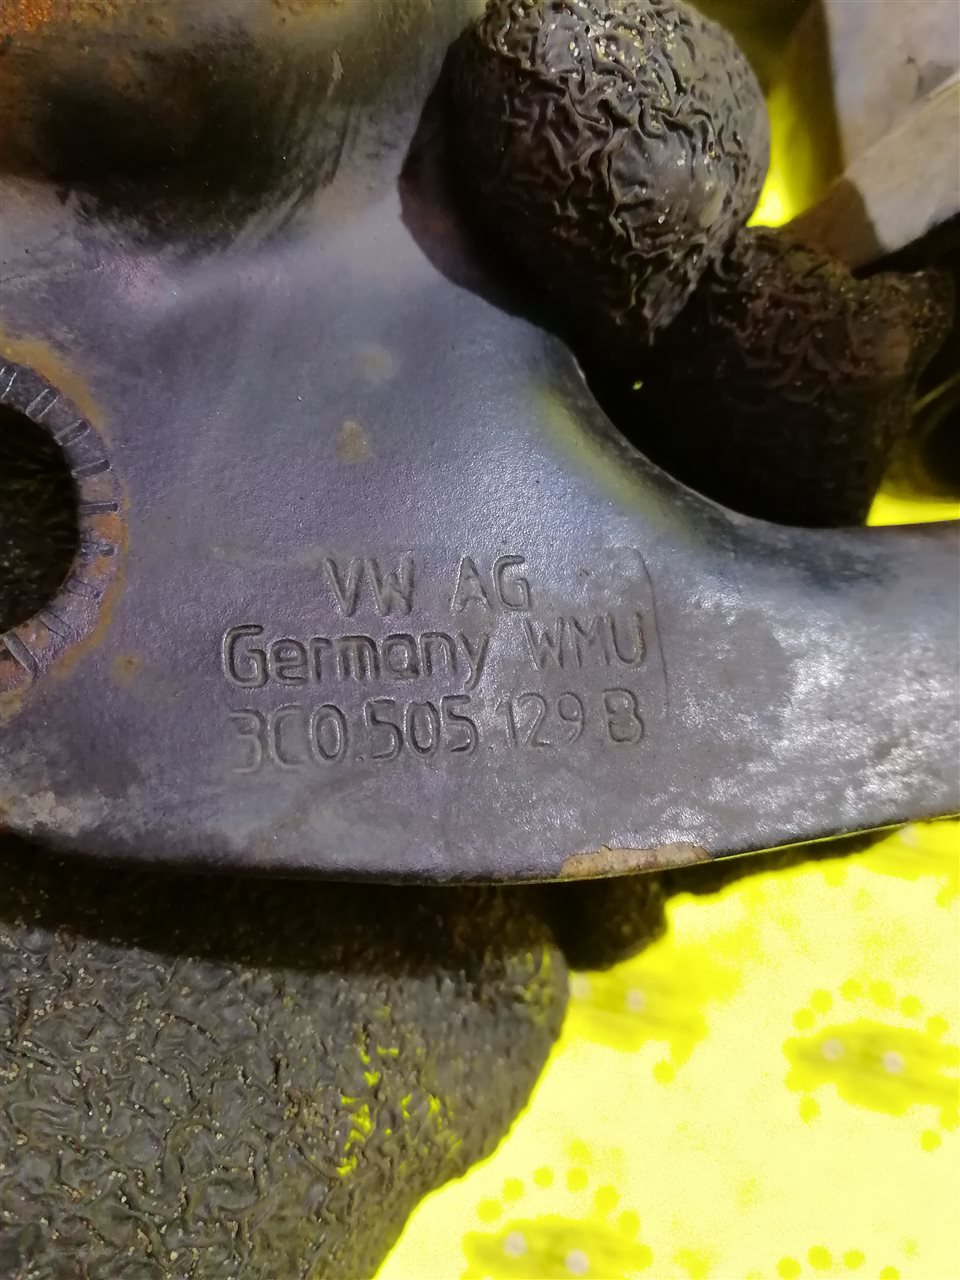 VW AG
Germany WMU
3C0.505.129 B